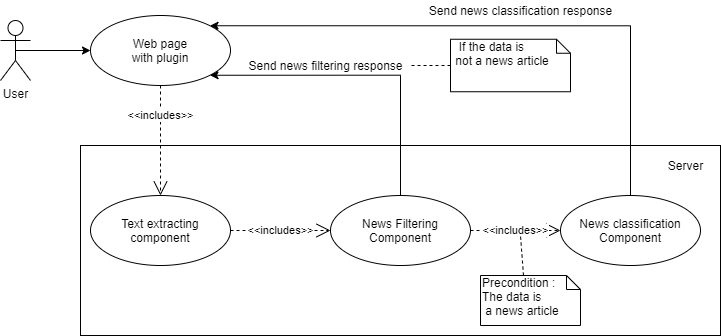 Send news classification response
Web page
with plugin
If the data is
not a news article
Send news filtering response
User
<<includes>>
Server
Text extracting
component
<<includes>>
News Filtering
Component
<<includes>>
News classification
Component
Precondition :
The data is
a news article